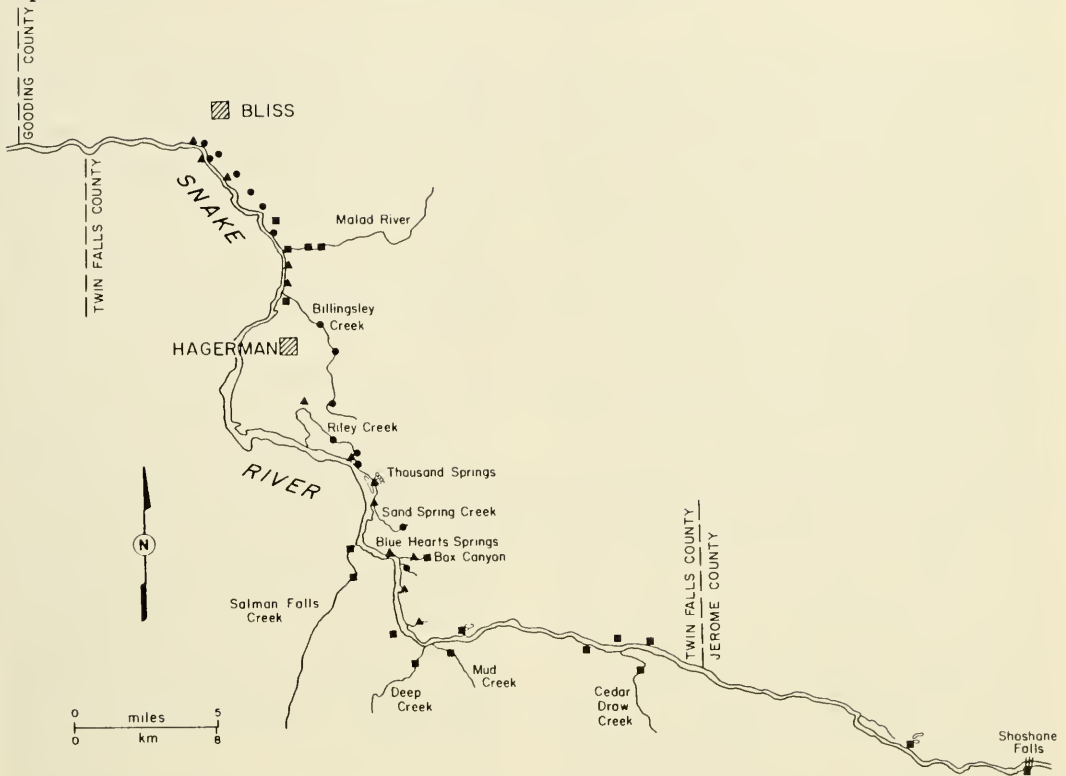 GOODING COUNTY
TWIN FALLS COUNTY
BLISS
SNAKE
Malad River
Billingsley
Creek
HAGERMAN
Riley Creek
RIVER
Thousand Springs
Sand Spring Creek
Blue Hearts Springs
Box Canyon
N
Salman Falls
Creek
TWIN FALLS COUNTY
JEROME COUNTY
Mud
Creek
Deep
Creek
Cedar
Draw
Creek
Shoshone
Falls
0 miles 5
0 km 8